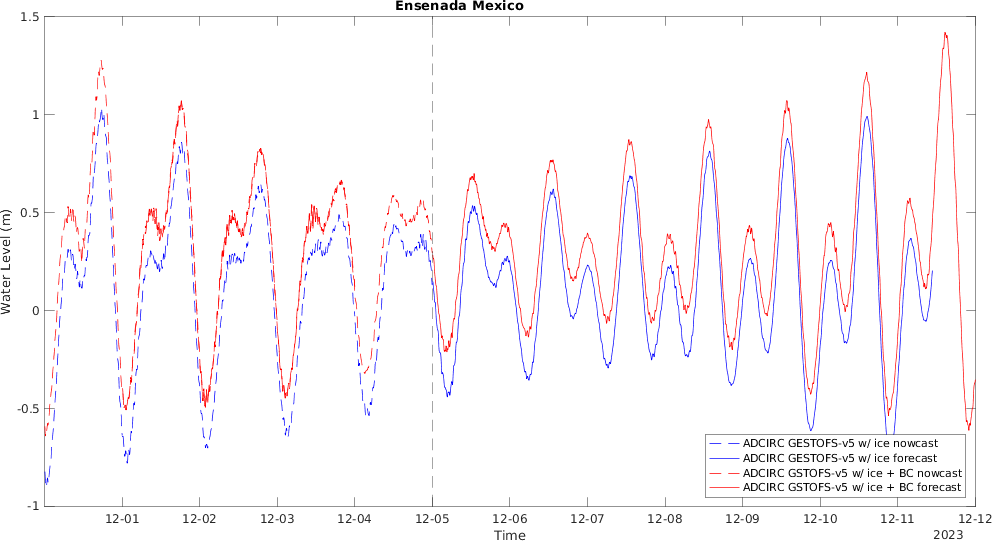 Ensenada Mexico
1.5
1
0.5
0
-0.5
-1
Water Level (m)
12-01 12-02 12-03 12-04 12-05 12-06 12-07 12-08 12-09 12-10 12-11 12-12
Time
2023
ADCIRC GESTOFS-v5 w/ ice nowcast
ADCIRC GESTOFS-v5 w/ ice forecast
ADCIRC GSTOFS-v5 w/ ice + BC nowcast
ADCIRC GSTOFS-v5 w/ ice + BC forecast